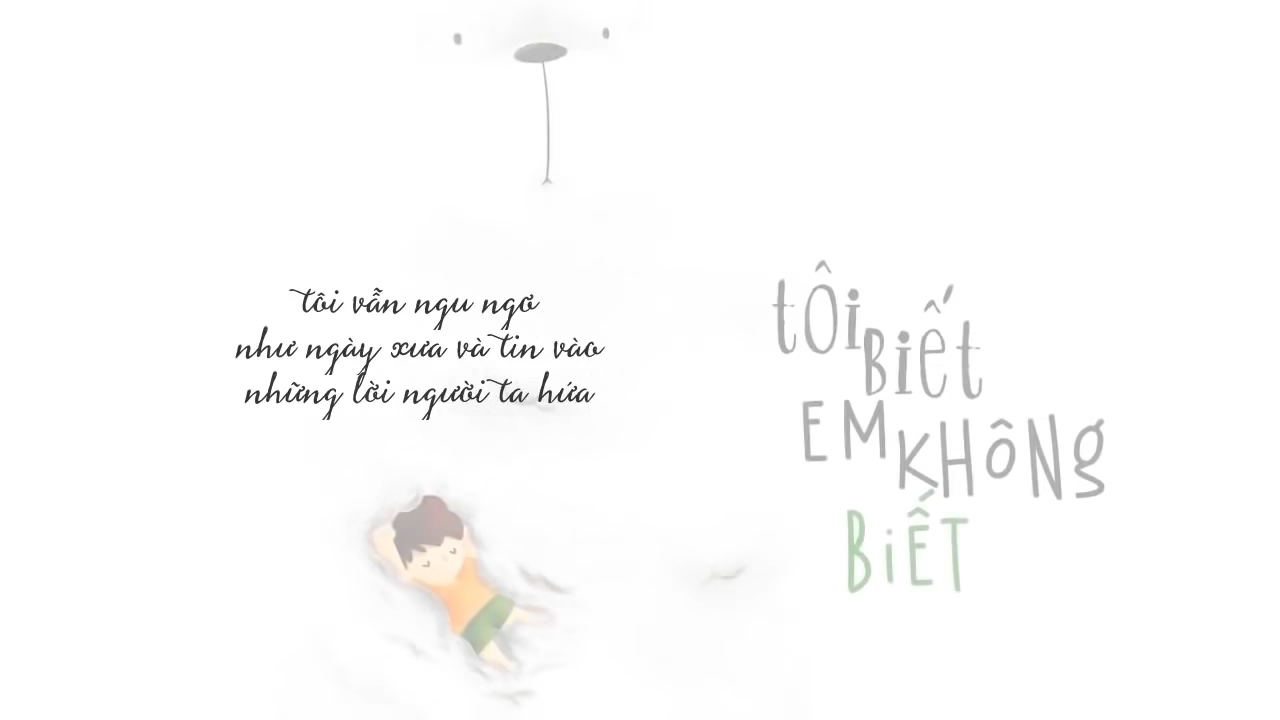 tôi vẫn ngu ngơ
như ngày xưa và tin vào
những lời người ta hứa
tôi
Biết
EM
KHÔNg
BiẾT